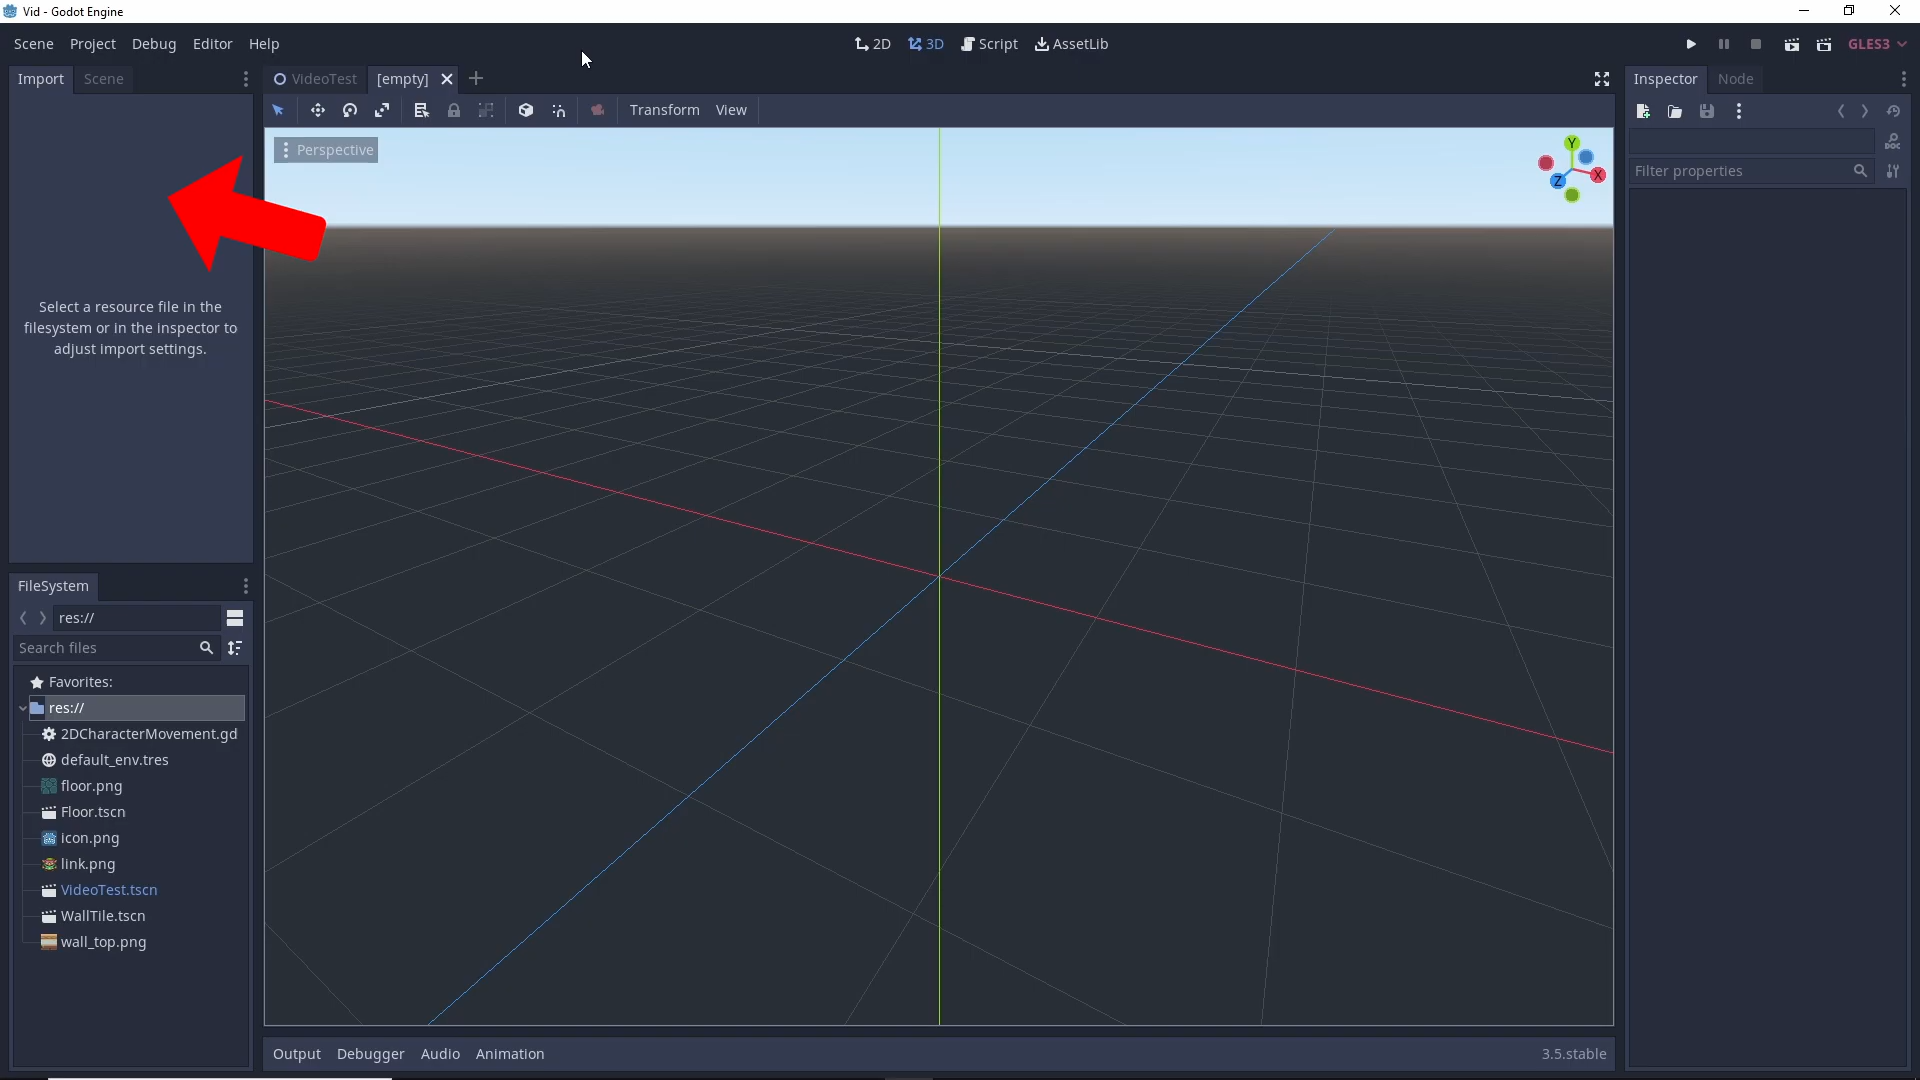 Vid - Godot Engine
Scene Project Debug Editor Help
2D 3D Script AssetLib
GLES3
Import Scene
VideoTest [empty]
Inspector Node
Transform View
Perspective
Y
X
Z
DOC
Filter properties
Select a resource file in the
filesystem or in the inspector to
adjust import settings.
FileSystem
res://
Search files
Favorites:
res://
2DCharacterMovement.gd
default_env.tres
floor.png
Floor.tscn
icon.png
link.png
VideoTest.tscn
WallTile.tscn
wall_top.png
Output Debugger Audio Animation
3.5.stable